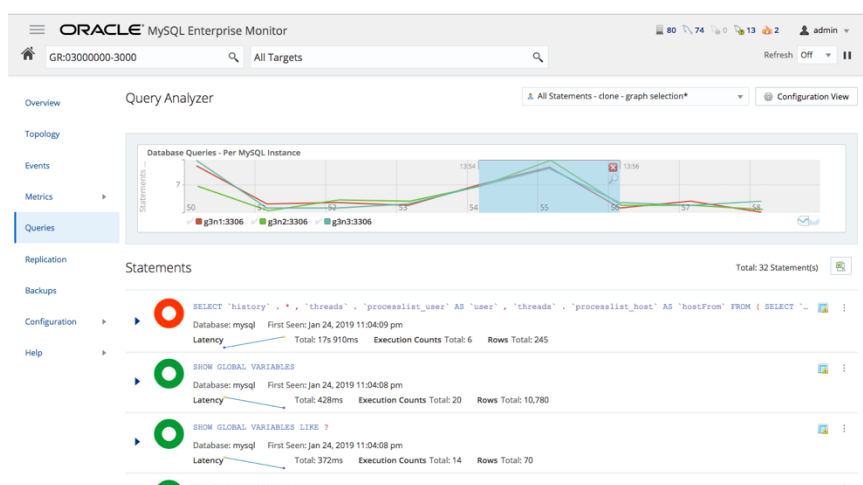 ORACLE® MySQL Enterprise Monitor
80 74 0 13 2 admin
GR:03000000-3000 All Targets Refresh Off
Overview
Topology
Events
Metrics
Queries
Replication
Backups
Configuration
Help
Query Analyzer
All Statements - clone - graph selection*
Configuration View
Database Queries - Per MySQL Instance
Statements ...
7
13:54 13:56
50 51 52 53 54 55 56 57 58
g3n1:3306 g3n2:3306 g3n3:3306
Statements
Total: 32 Statement(s)
SELECT `history` . * , `threads` . `processlist_user` AS `user` , `threads` . `processlist_host` AS `hostFrom` FROM ( SELECT `…
Database: mysql First Seen: Jan 24, 2019 11:04:09 pm
Latency Total: 17s 910ms Execution Counts Total: 6 Rows Total: 245
SHOW GLOBAL VARIABLES
Database: mysql First Seen: Jan 24, 2019 11:04:08 pm
Latency Total: 428ms Execution Counts Total: 20 Rows Total: 10,780
SHOW GLOBAL VARIABLES LIKE ?
Database: mysql First Seen: Jan 24, 2019 11:04:08 pm
Latency Total: 372ms Execution Counts Total: 14 Rows Total: 70